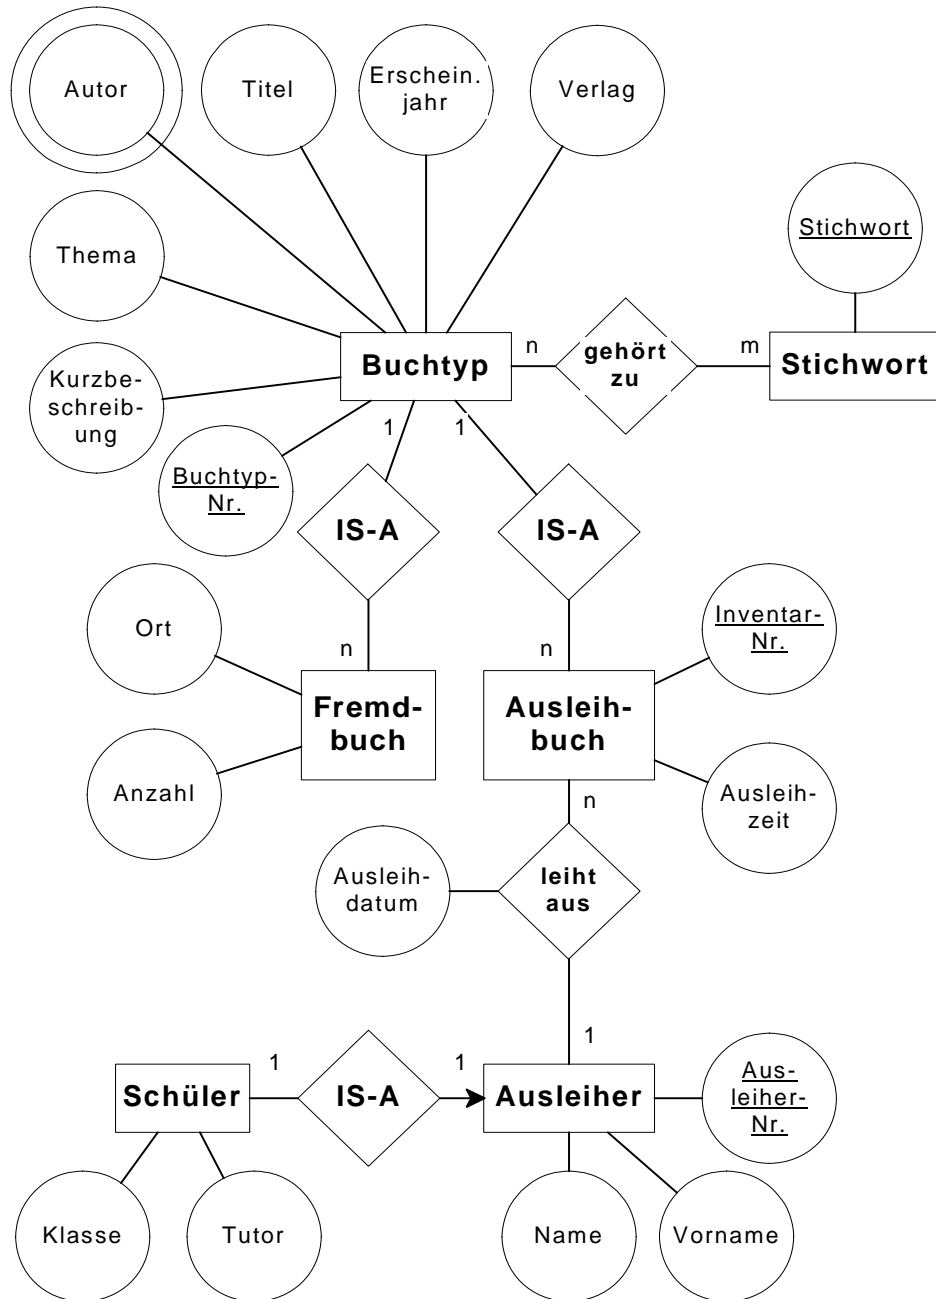 Autor
Titel
Erschein.
jahr
Verlag
Thema
Stichwort
Kurzbe-
schreib-
ung
Buchtyp
n
gehört
zu
m
Stichwort
Buchtyp-
Nr.
1
1
IS-A
IS-A
Ort
n
n
Inventar-
Nr.
Fremd-
buch
Ausleih-
buch
Anzahl
Ausleih-
zeit
n
Ausleih-
datum
leiht
aus
1
Schüler
1
IS-A
1
Ausleiher
Aus-
leiher-
Nr.
Klasse
Tutor
Name
Vorname